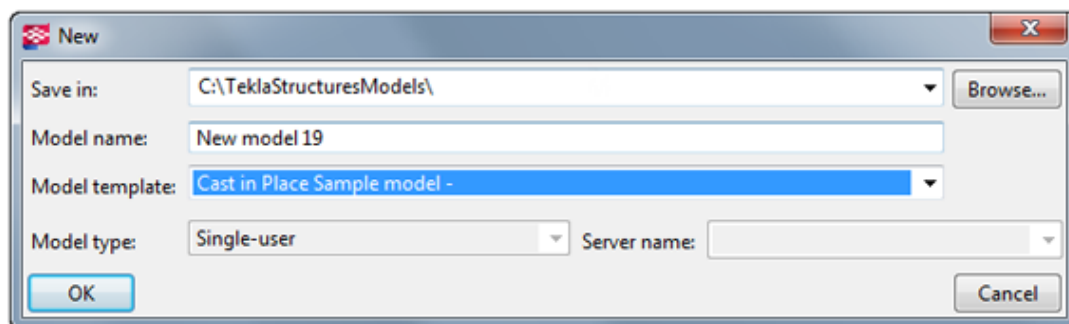 New
Save in: C:\TeklaStructuresModels\ Browse...
Model name: New model 19
Model template: Cast in Place Sample model -
Model type: Single-user Server name:
OK Cancel